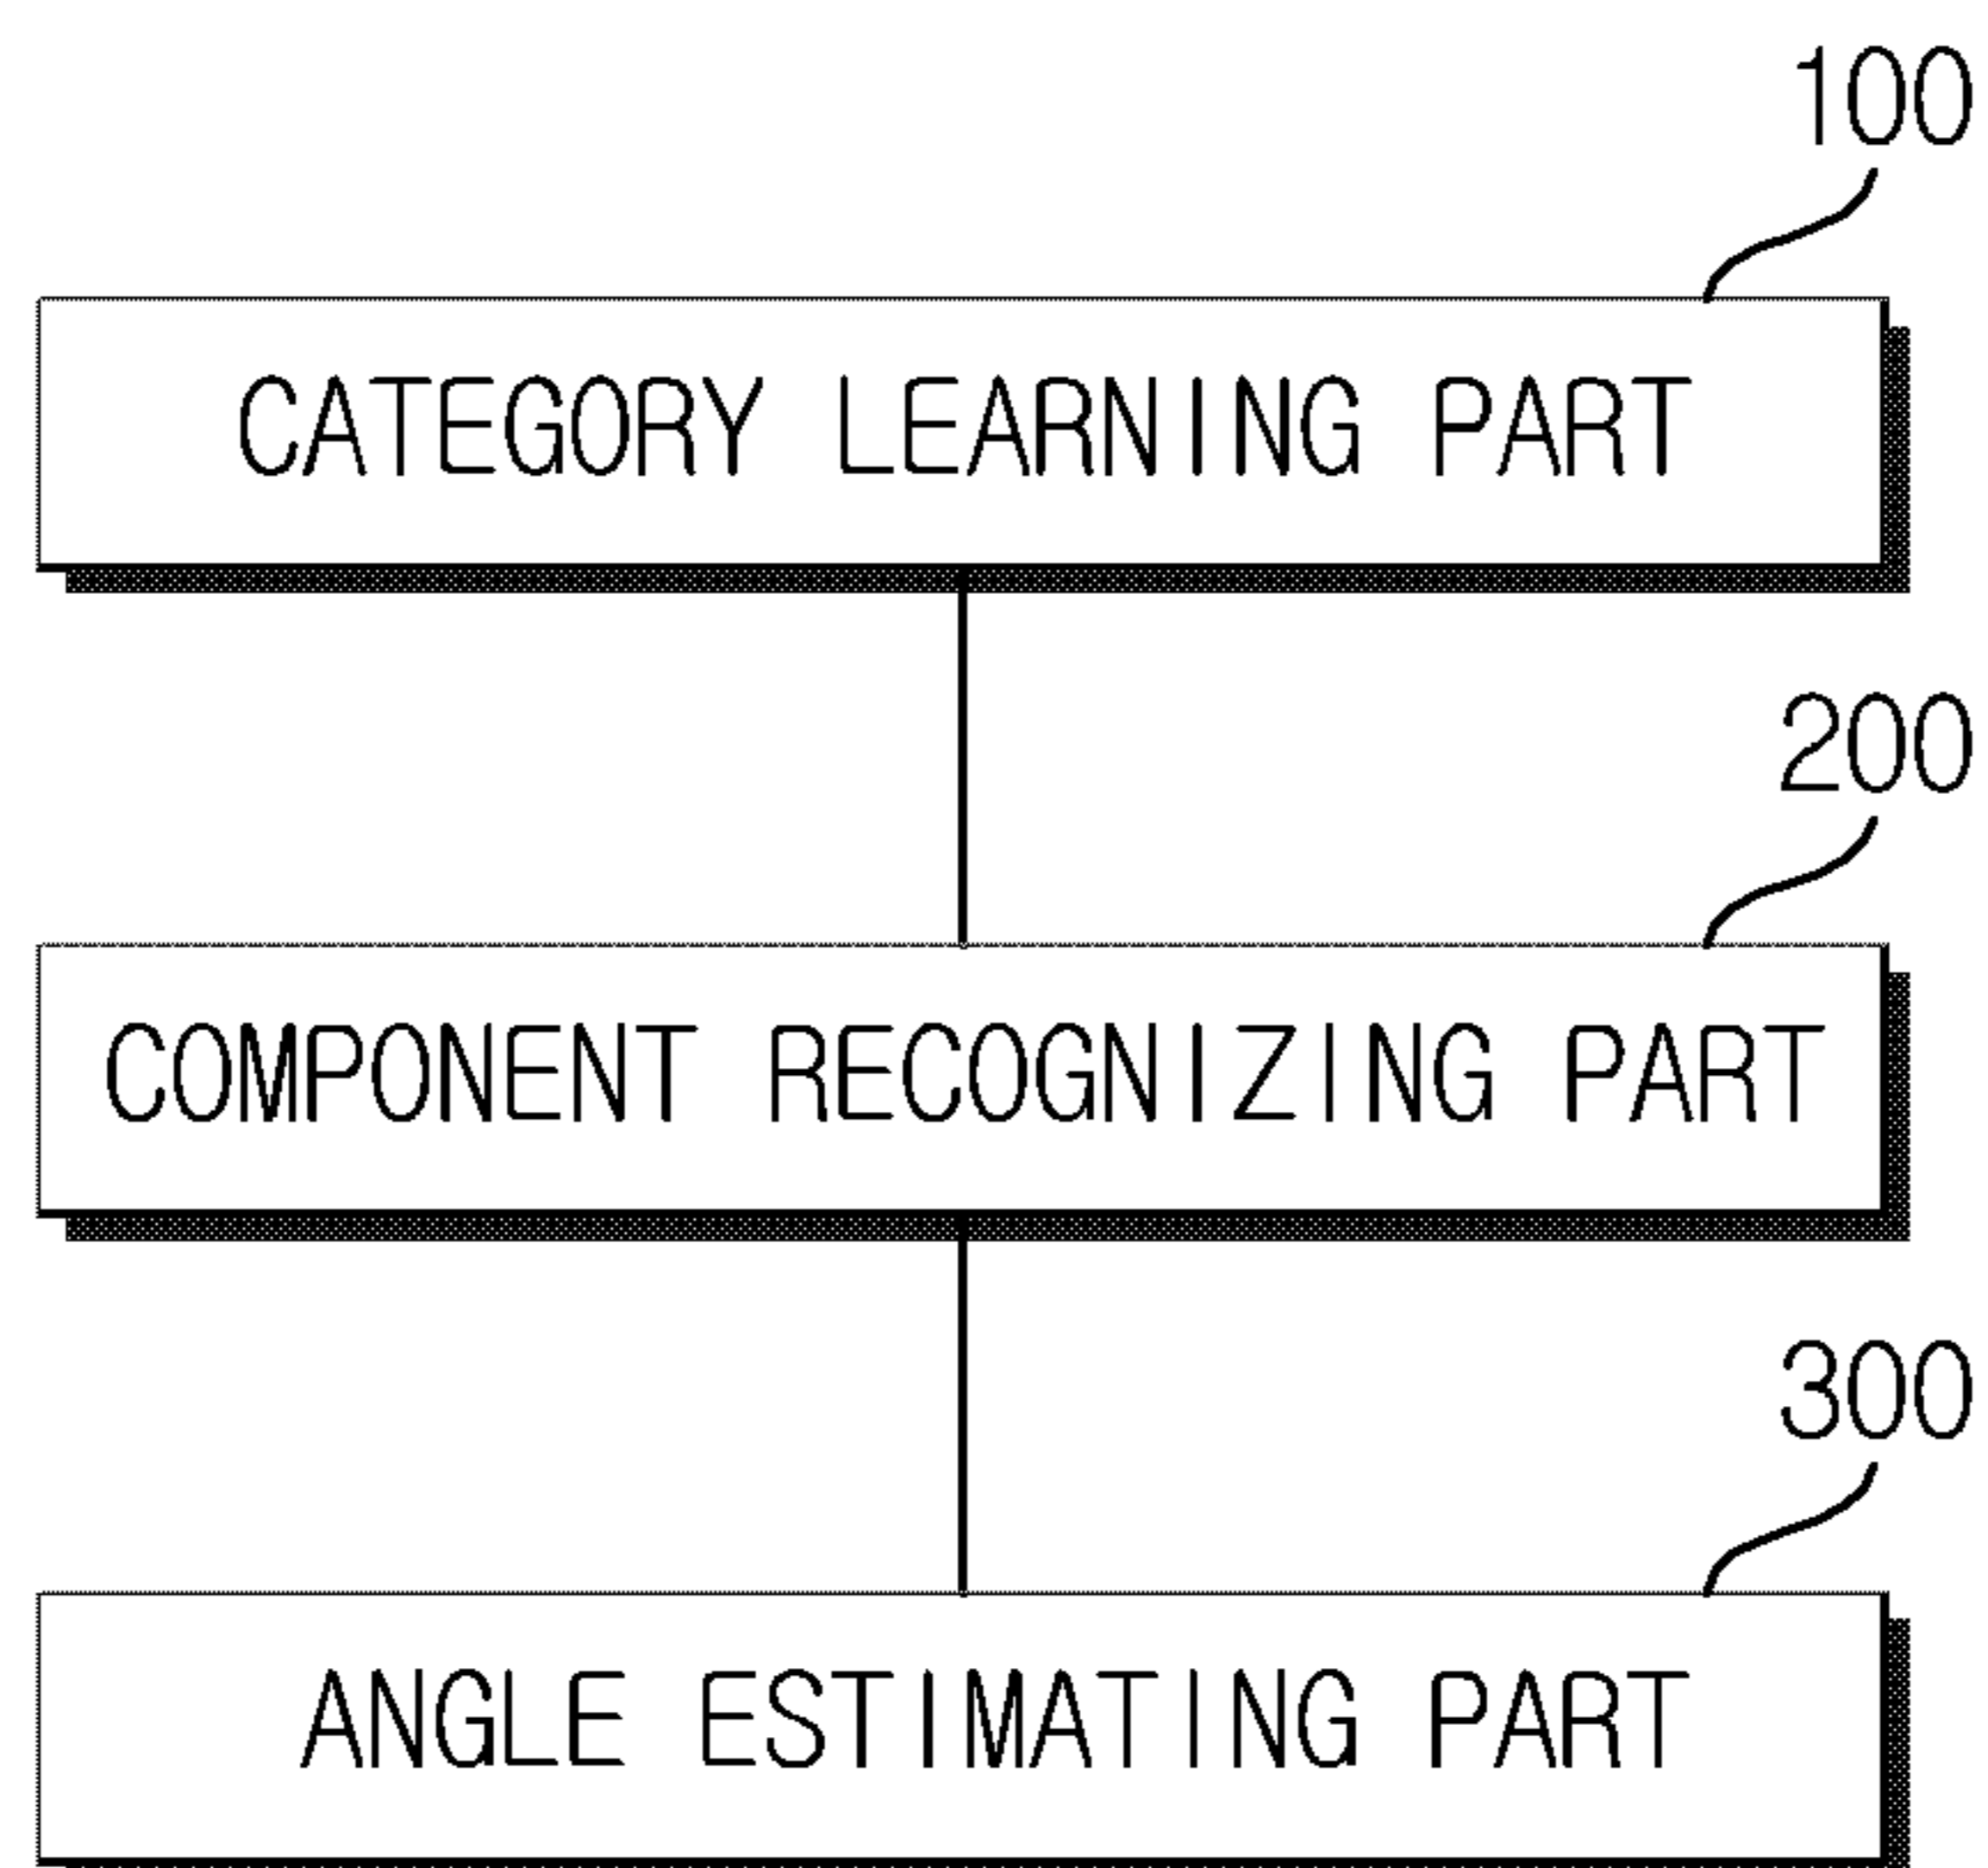 100
CATEGORY LEARNING PART
200
COMPONENT RECOGNIZING PART
300
ANGLE ESTIMATING PART